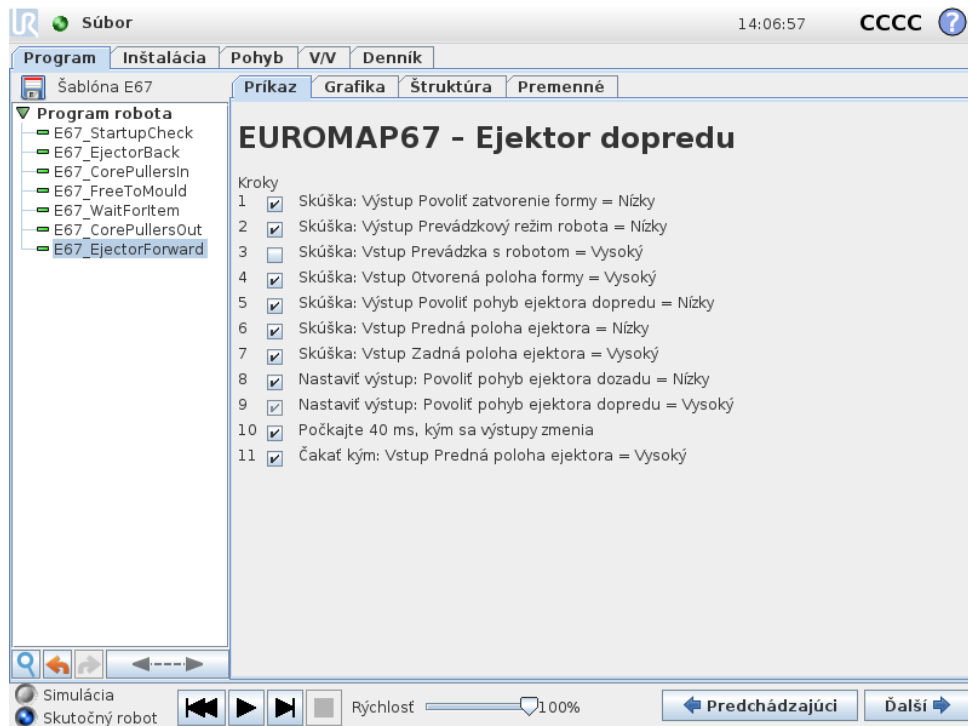 UR Súbor 14:06:57 CCCC ?
Program Inštalácia Pohyb V/V Denník
Šablóna E67
Príkaz Grafika Štruktúra Premenné
Program robota
E67_StartupCheck
E67_EjectorBack
E67_CorePullersIn
E67_FreeToMould
E67_WaitForItem
E67_CorePullersOut
E67_EjectorForward
EUROMAP67 – Ejektor dopredu
Kroky
1 Skúška: Výstup Povoliť zatvorenie formy = Nízky
2 Skúška: Výstup Prevádzkový režim robota = Nízky
3 Skúška: Vstup Prevádzka s robotom = Vysoký
4 Skúška: Vstup Otvorená poloha formy = Vysoký
5 Skúška: Výstup Povoliť pohyb ejektora dopredu = Nízky
6 Skúška: Vstup Predná poloha ejektora = Nízky
7 Skúška: Vstup Zadná poloha ejektora = Vysoký
8 Nastaviť výstup: Povoliť pohyb ejektora dozadu = Nízky
9 Nastaviť výstup: Povoliť pohyb ejektora dopredu = Vysoký
10 Počkajte 40 ms, kým sa výstupy zmenia
11 Čakať kým: Vstup Predná poloha ejektora = Vysoký
Simulácia
Skutočný robot
Rýchlosť 100%
Predchádzajúci Ďalší